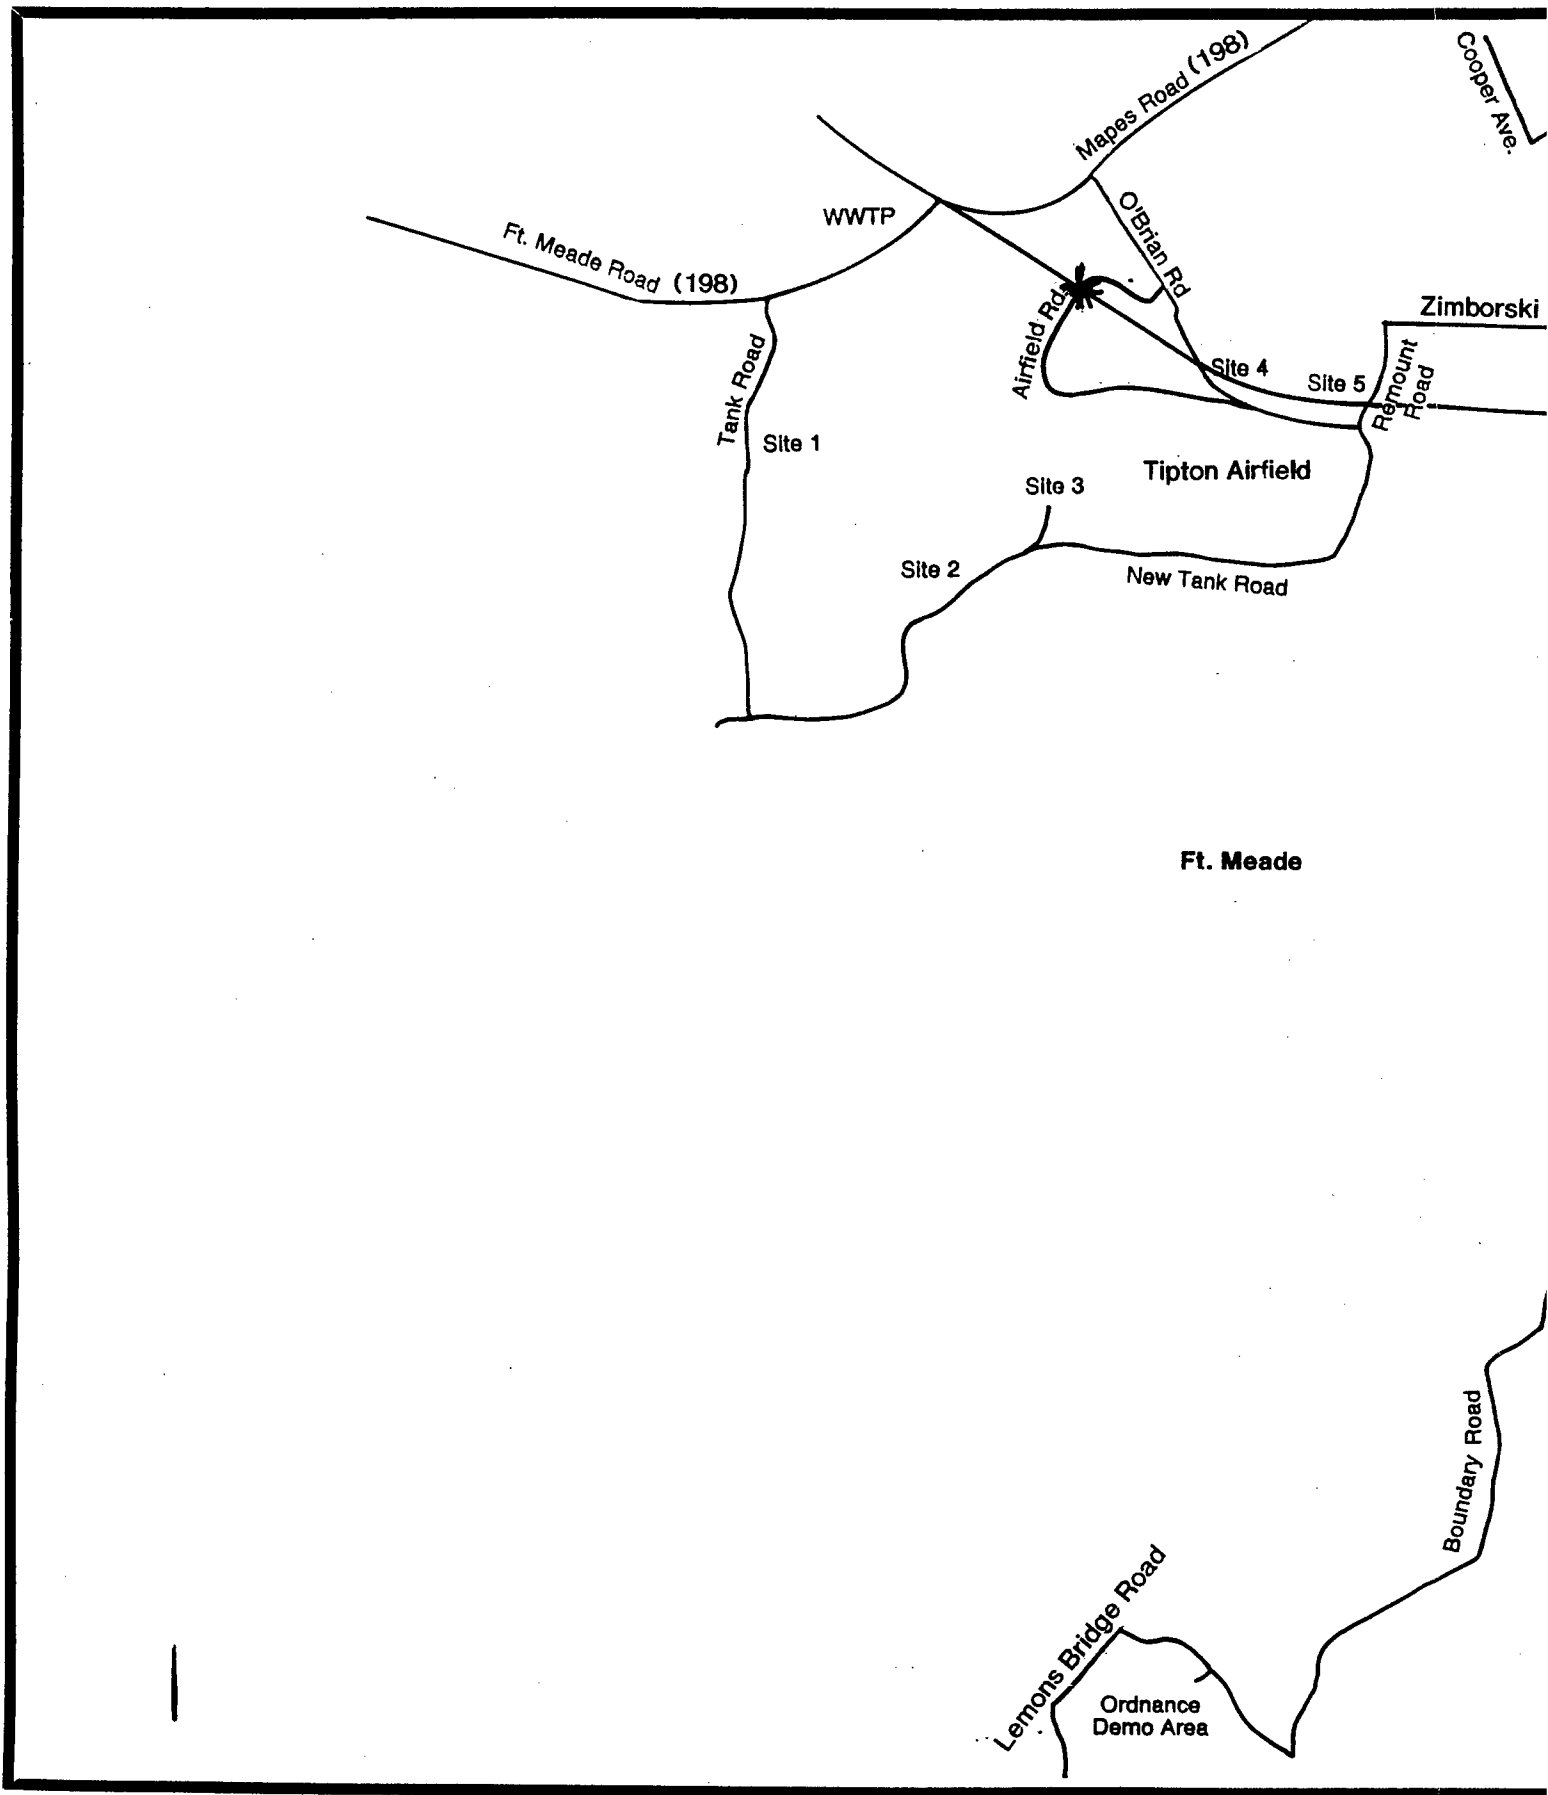 Cooper Ave.
Mapes Road (198)
WWTP
O'Brian Rd
Ft. Meade Road (198)
Airfield Rd.
Zimborski
Tank Road
Site 4
Site 5
Remount
Road
Site 1
Tipton Airfield
Site 3
Site 2
New Tank Road
Ft. Meade
Boundary Road
Lemons Bridge Road
Ordnance
Demo Area